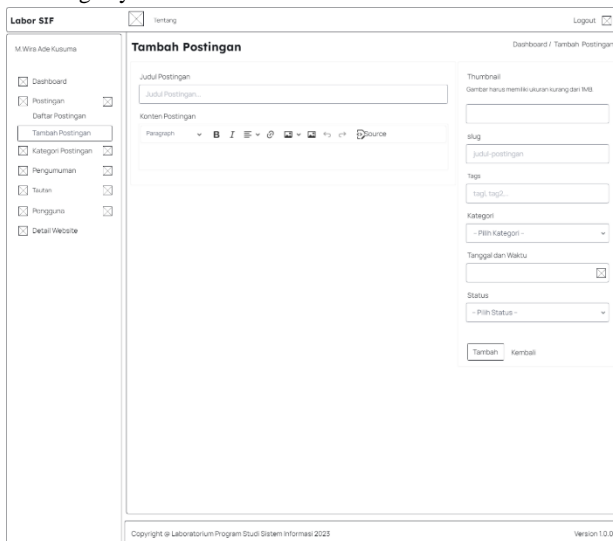 Labor SIF
Tentang
Logout
M.Wira Ade Kusuma
Dashboard
Postingan
Daftar Postingan
Tambah Postingan
Kategori Postingan
Pengumuman
Tautan
Pengguna
Detail Website
Tambah Postingan
Dashboard / Tambah Postingan
Judul Postingan
Judul Postingan...
Konten Postingan
Paragraph
B I
Source
Thumbnail
Gambar harus memiliki ukuran kurang dari 1MB.
slug
judul-postingan
Tags
tag1, tag2...
Kategori
-- Pilih Kategori --
Tanggal dan Waktu
Status
-- Pilih Status --
Tambah
Kembali
Copyright @ Laboratorium Program Studi Sistem Informasi 2023
Version 1.0.0